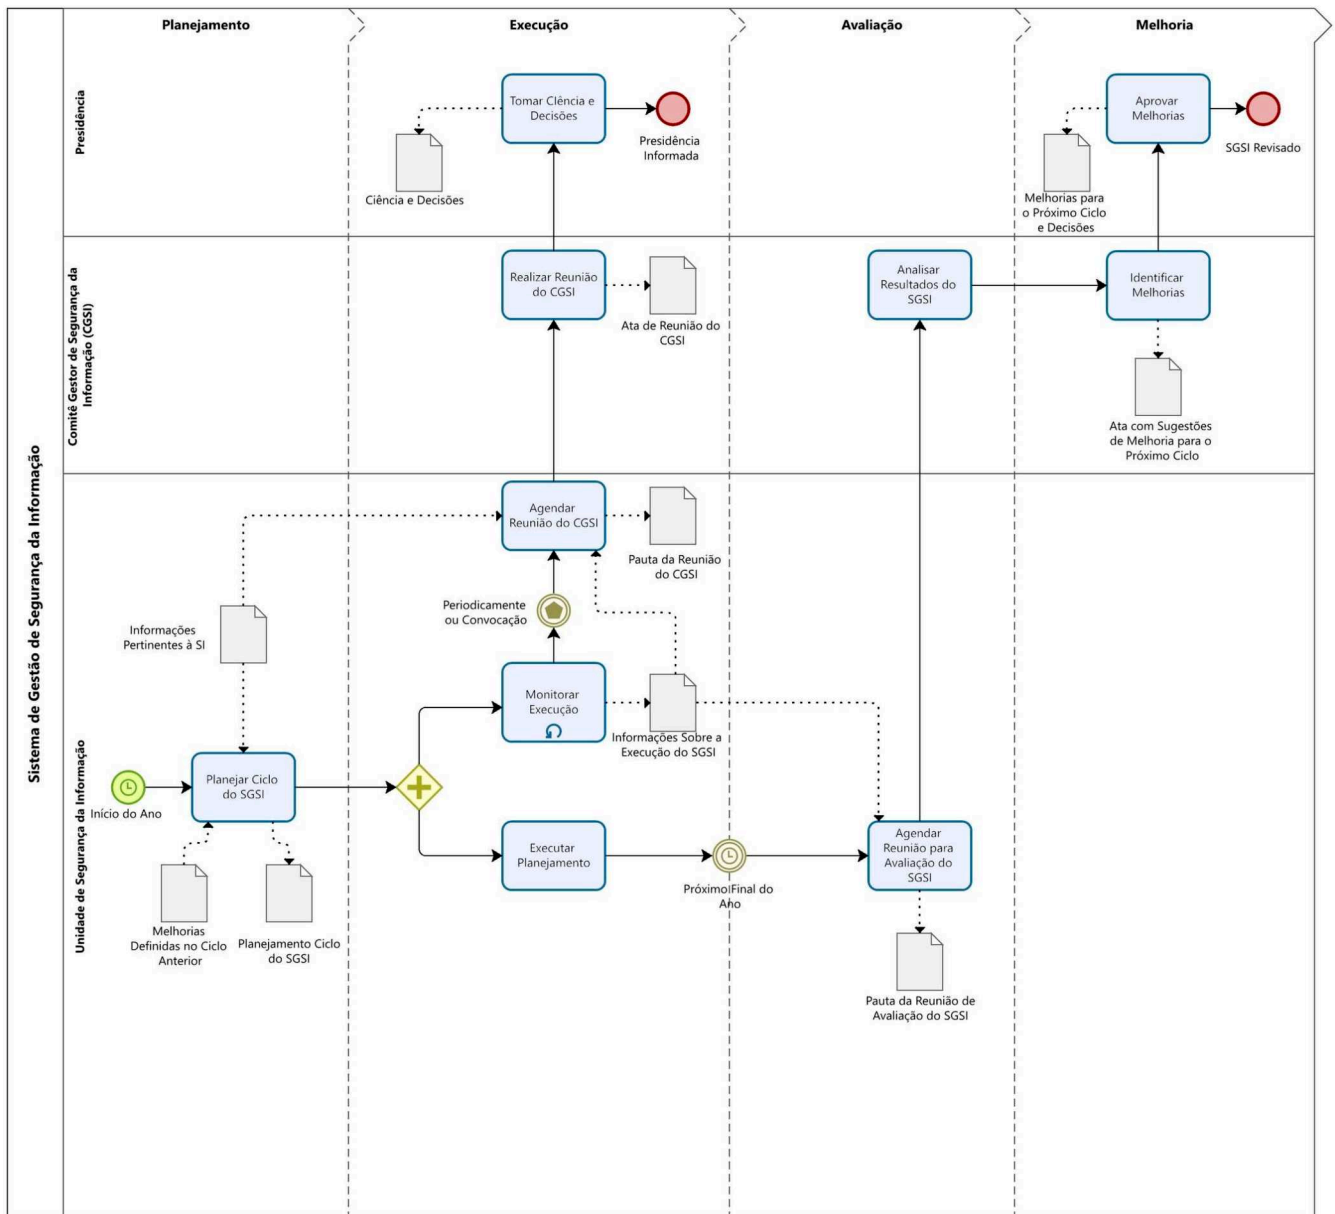 Planejamento
Execução
Avaliação
Melhoria
Sistema de Gestão de Segurança da Informação
Presidência
Tomar CIência e
Decisões
Presidência
Informada
Ciência e Decisões
Aprovar
Melhorias
SGSI Revisado
Melhorias para
o Próximo Ciclo
e Decisões
Comitê Gestor de Segurança da
Informação (CGSI)
Realizar Reunião
do CGSI
Ata de Reunião do
CGSI
Analisar
Resultados do
SGSI
Identificar
Melhorias
Ata com Sugestões
de Melhoria para o
Próximo Ciclo
Unidade de Segurança da Informação
Agendar
Reunião do CGSI
Pauta da Reunião
do CGSI
Periodicamente
ou Convocação
Informações
Pertinentes à SI
Monitorar
Execução
Informações Sobre a
Execução do SGSI
Início do Ano
Planejar Ciclo
do SGSI
Executar
Planejamento
Próximo Final do
Ano
Agendar
Reunião para
Avaliação do
SGSI
Melhorias
Definidas no Ciclo
Anterior
Planejamento Ciclo
do SGSI
Pauta da Reunião de
Avaliação do SGSI